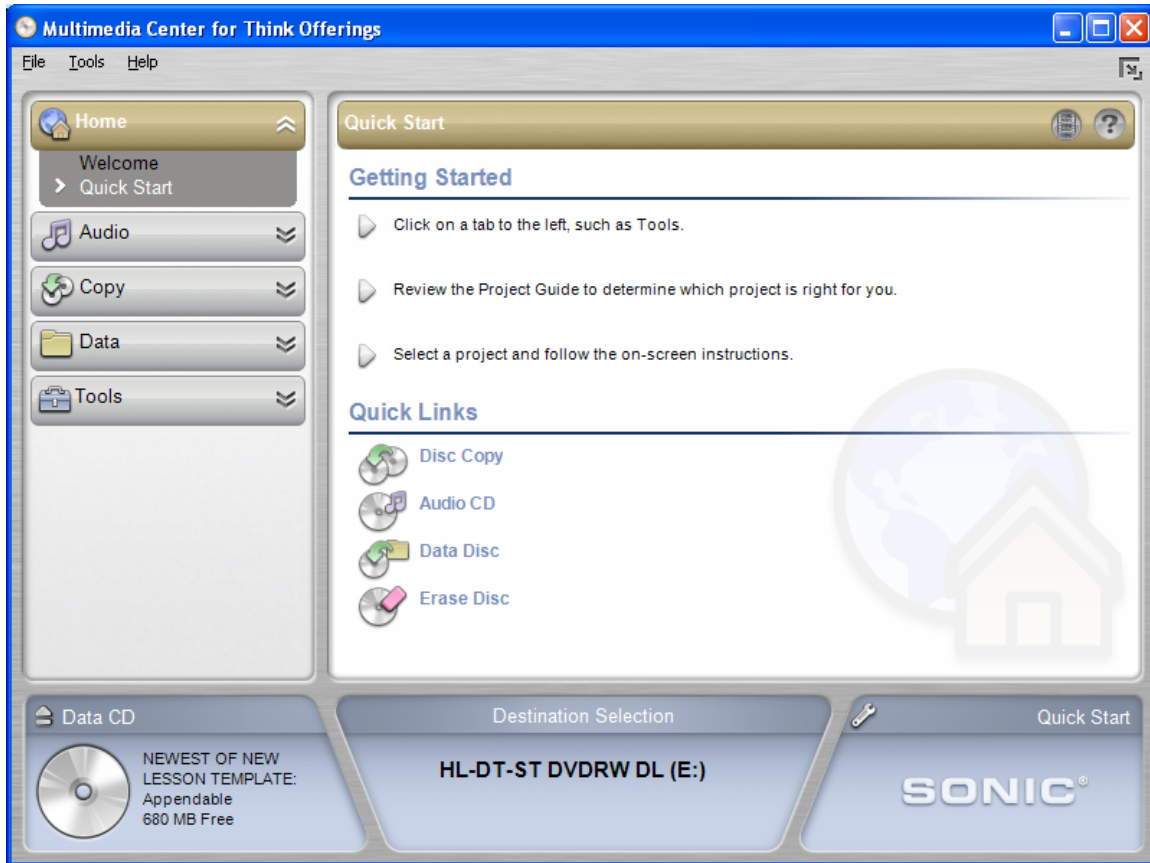 Multimedia Center for Think Offerings
File Tools Help
Home
Welcome
Quick Start
Audio
Copy
Data
Tools
Quick Start
Getting Started
Click on a tab to the left, such as Tools.
Review the Project Guide to determine which project is right for you.
Select a project and follow the on-screen instructions.
Quick Links
Disc Copy
Audio CD
Data Disc
Erase Disc
Data CD
NEWEST OF NEW
LESSON TEMPLATE:
Appendable
680 MB Free
Destination Selection
HL-DT-ST DVDRW DL (E:)
Quick Start
SONIC®